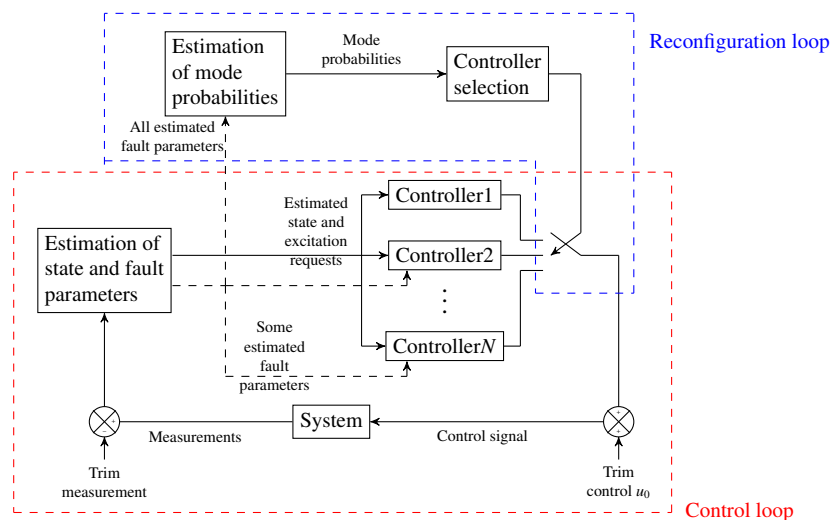 Estimation
of mode
probabilities
Mode
probabilities
Controller
selection
Reconfiguration loop
All estimated
fault parameters
Estimation of
state and fault
parameters
Estimated
state and
excitation
requests
Controller1
Controller2
⋮
ControllerN
Some
estimated
fault
parameters
+
-
Measurements
System
Control signal
+
+
Trim
measurement
Trim
control u0
Control loop